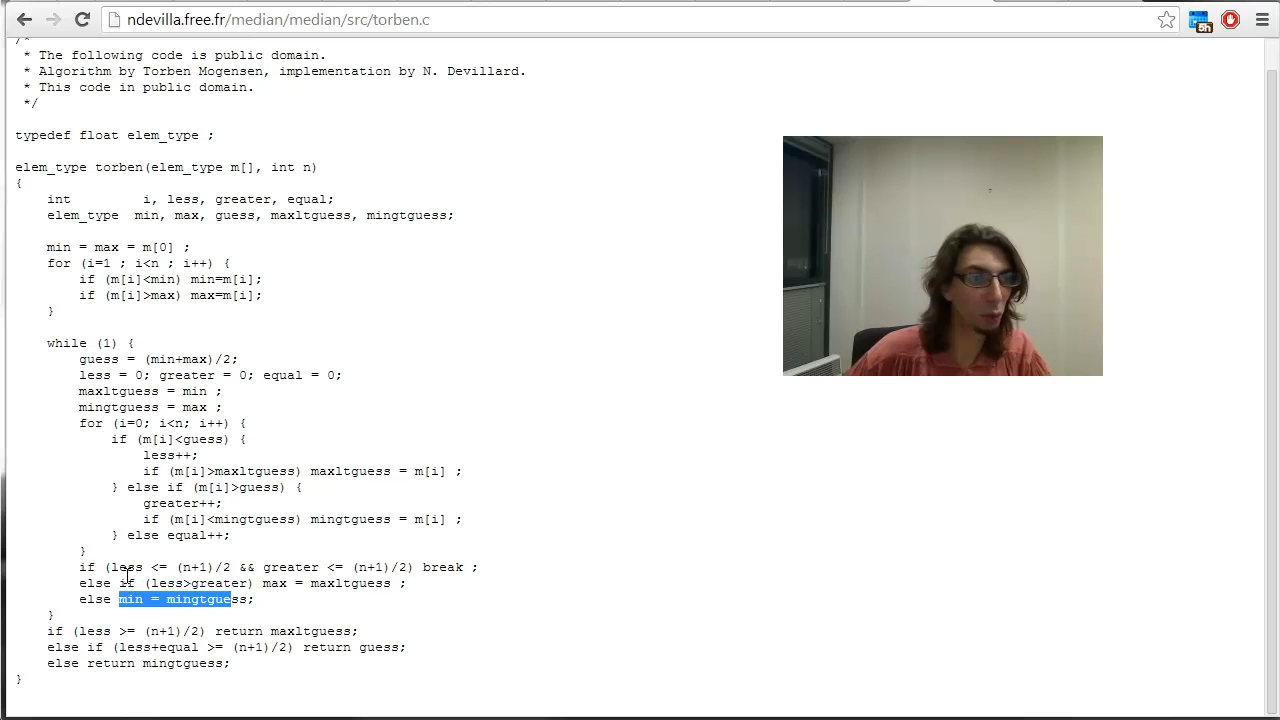 ndevilla.free.fr/median/median/src/torben.c
5h
/*
* The following code is public domain.
* Algorithm by Torben Mogensen, implementation by N. Devillard.
* This code in public domain.
*/
typedef float elem_type ;
elem_type torben(elem_type m[], int n)
{
int i, less, greater, equal;
elem_type min, max, guess, maxltguess, mingtguess;
min = max = m[0] ;
for (i=1 ; i<n ; i++) {
if (m[i]<min) min=m[i];
if (m[i]>max) max=m[i];
}
while (1) {
guess = (min+max)/2;
less = 0; greater = 0; equal = 0;
maxltguess = min ;
mingtguess = max ;
for (i=0; i<n; i++) {
if (m[i]<guess) {
less++;
if (m[i]>maxltguess) maxltguess = m[i] ;
} else if (m[i]>guess) {
greater++;
if (m[i]<mingtguess) mingtguess = m[i] ;
} else equal++;
}
if (less <= (n+1)/2 && greater <= (n+1)/2) break ;
else if (less>greater) max = maxltguess ;
else min = mingtguess;
}
if (less >= (n+1)/2) return maxltguess;
else if (less+equal >= (n+1)/2) return guess;
else return mingtguess;
}